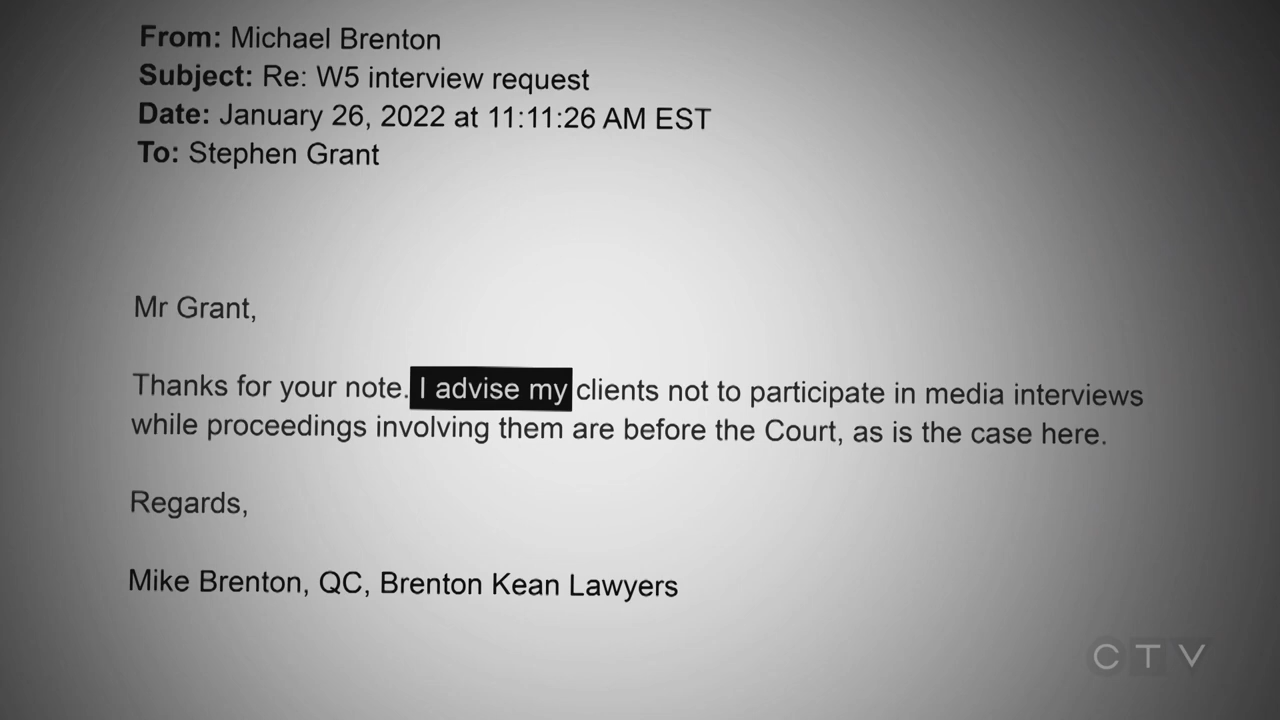 From: Michael Brenton
Subject: Re: W5 interview request
Date: January 26, 2022 at 11:11:26 AM EST
To: Stephen Grant
Mr Grant,
Thanks for your note. I advise my clients not to participate in media interviews
while proceedings involving them are before the Court, as is the case here.
Regards,
Mike Brenton, QC, Brenton Kean Lawyers
CTV